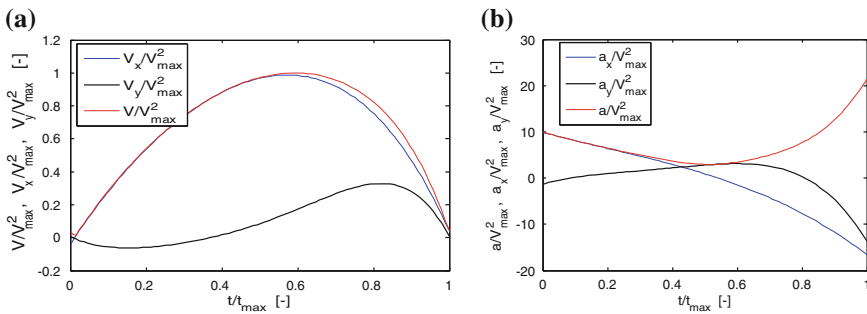 (a)
V/V²max, Vx/V²max, Vy/V²max [-]
1.2
1
0.8
0.6
0.4
0.2
0
-0.2
Vx/V²max
Vy/V²max
V/V²max
0 0.2 0.4 0.6 0.8 1
t/tmax [-]
(b)
a/V²max, ax/V²max, ay/V²max [-]
30
20
10
0
-10
-20
ax/V²max
ay/V²max
a/V²max
0 0.2 0.4 0.6 0.8 1
t/tmax [-]